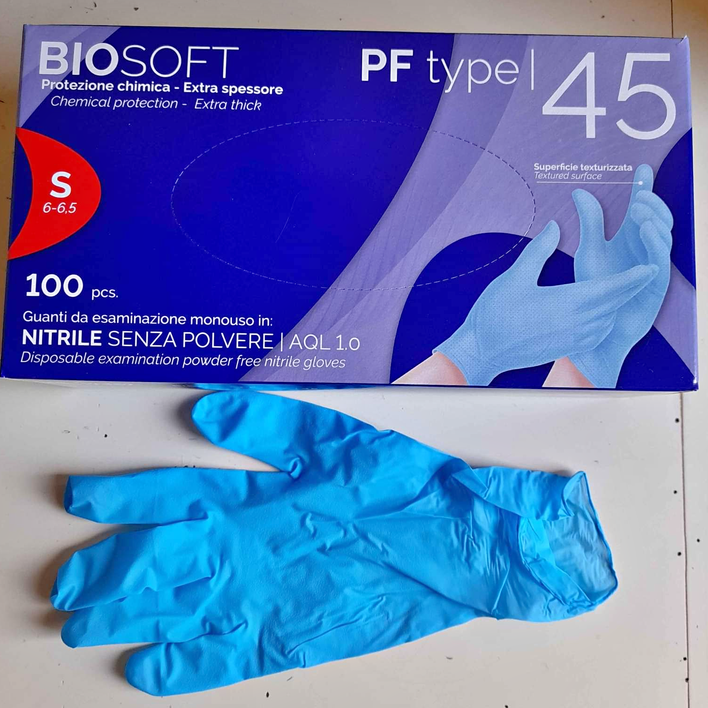 BIOSOFT
Protezione chimica - Extra spessore
Chemical protection - Extra thick
PF type I
45
Superficie texturizzata
Textured surface
S
6-6,5
100 pcs.
Guanti da esaminazione monouso in:
NITRILE SENZA POLVERE | AQL 1.0
Disposable examination powder free nitrile gloves